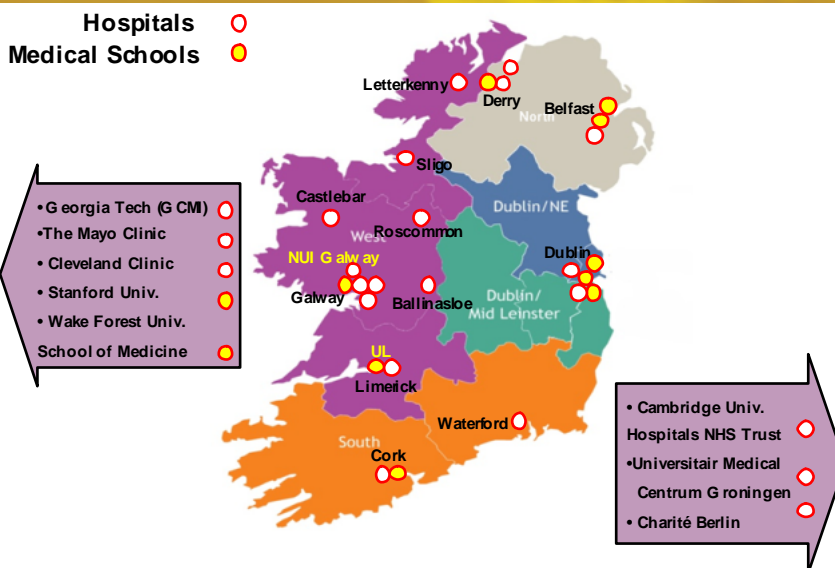 Hospitals
Medical Schools
Letterkenny
Derry
Belfast
North
Sligo
Castlebar
Dublin/NE
West
Roscommon
NUI Galway
Dublin
Galway
Ballinasloe
Dublin/
Mid Leinster
UL
Limerick
Waterford
South
Cork
•Georgia Tech (GCMI)
•The Mayo Clinic
• Cleveland Clinic
• Stanford Univ.
• Wake Forest Univ.
School of Medicine
• Cambridge Univ.
Hospitals NHS Trust
•Universitair Medical
Centrum Groningen
• Charité Berlin